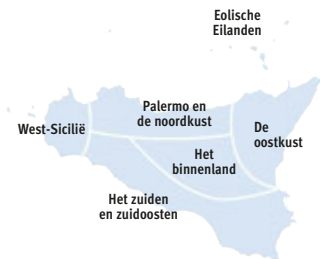 Eolische
Eilanden
Palermo en
de noordkust
West-Sicilië
De
oostkust
Het
binnenland
Het zuiden
en zuidoosten